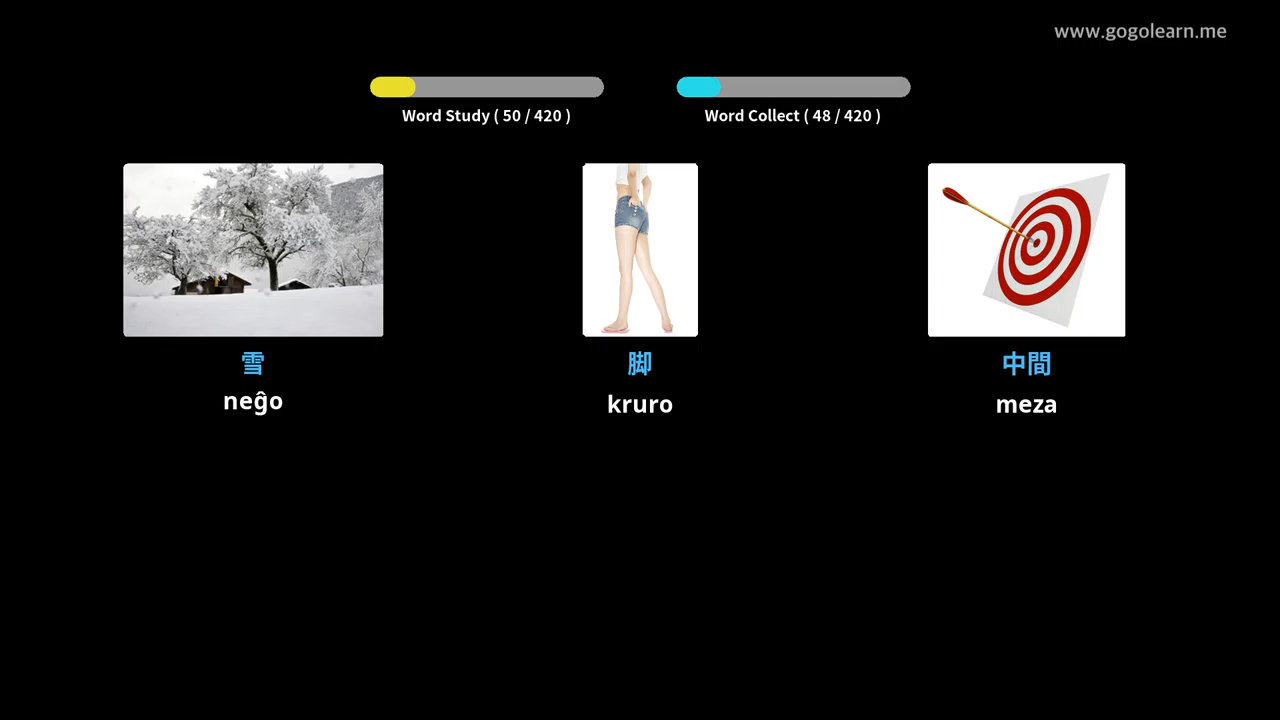 www.gogolearn.me
Word Study ( 50 / 420 )
Word Collect ( 48 / 420 )
雪
neĝo
脚
kruro
中間
meza